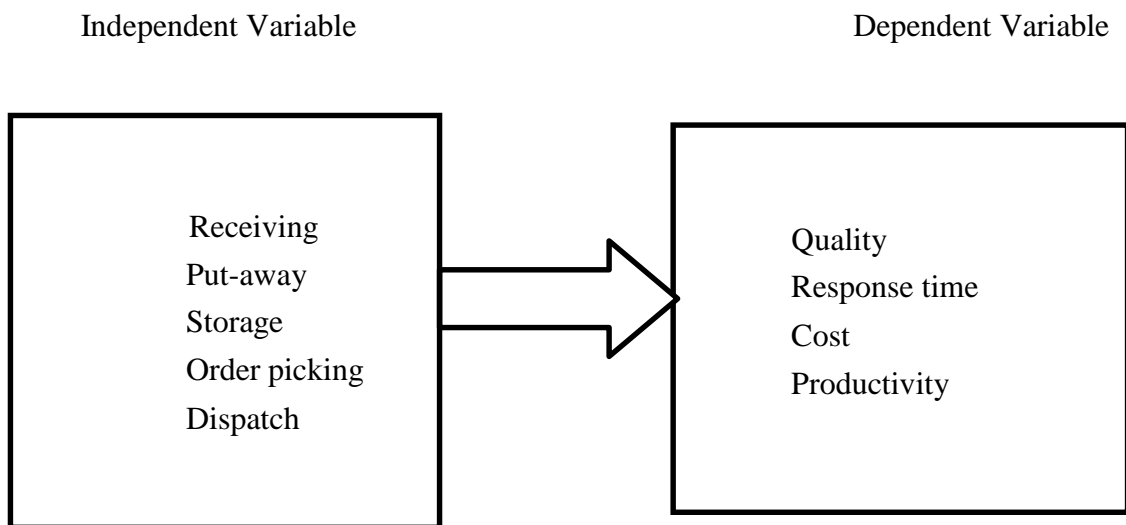 Independent Variable
Dependent Variable
Receiving
Put-away
Storage
Order picking
Dispatch
Quality
Response time
Cost
Productivity